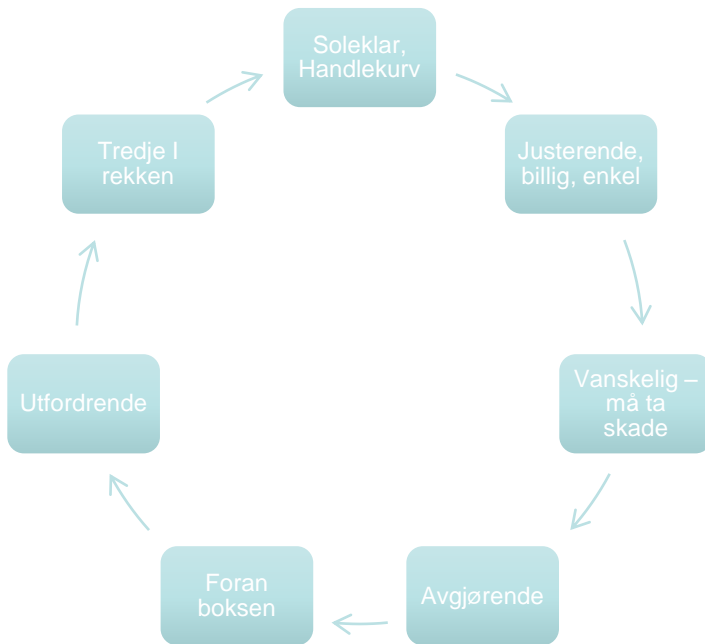 Soleklar,
Handlekurv
Justerende,
billig, enkel
Vanskelig –
må ta
skade
Avgjørende
Foran
boksen
Utfordrende
Tredje I
rekken